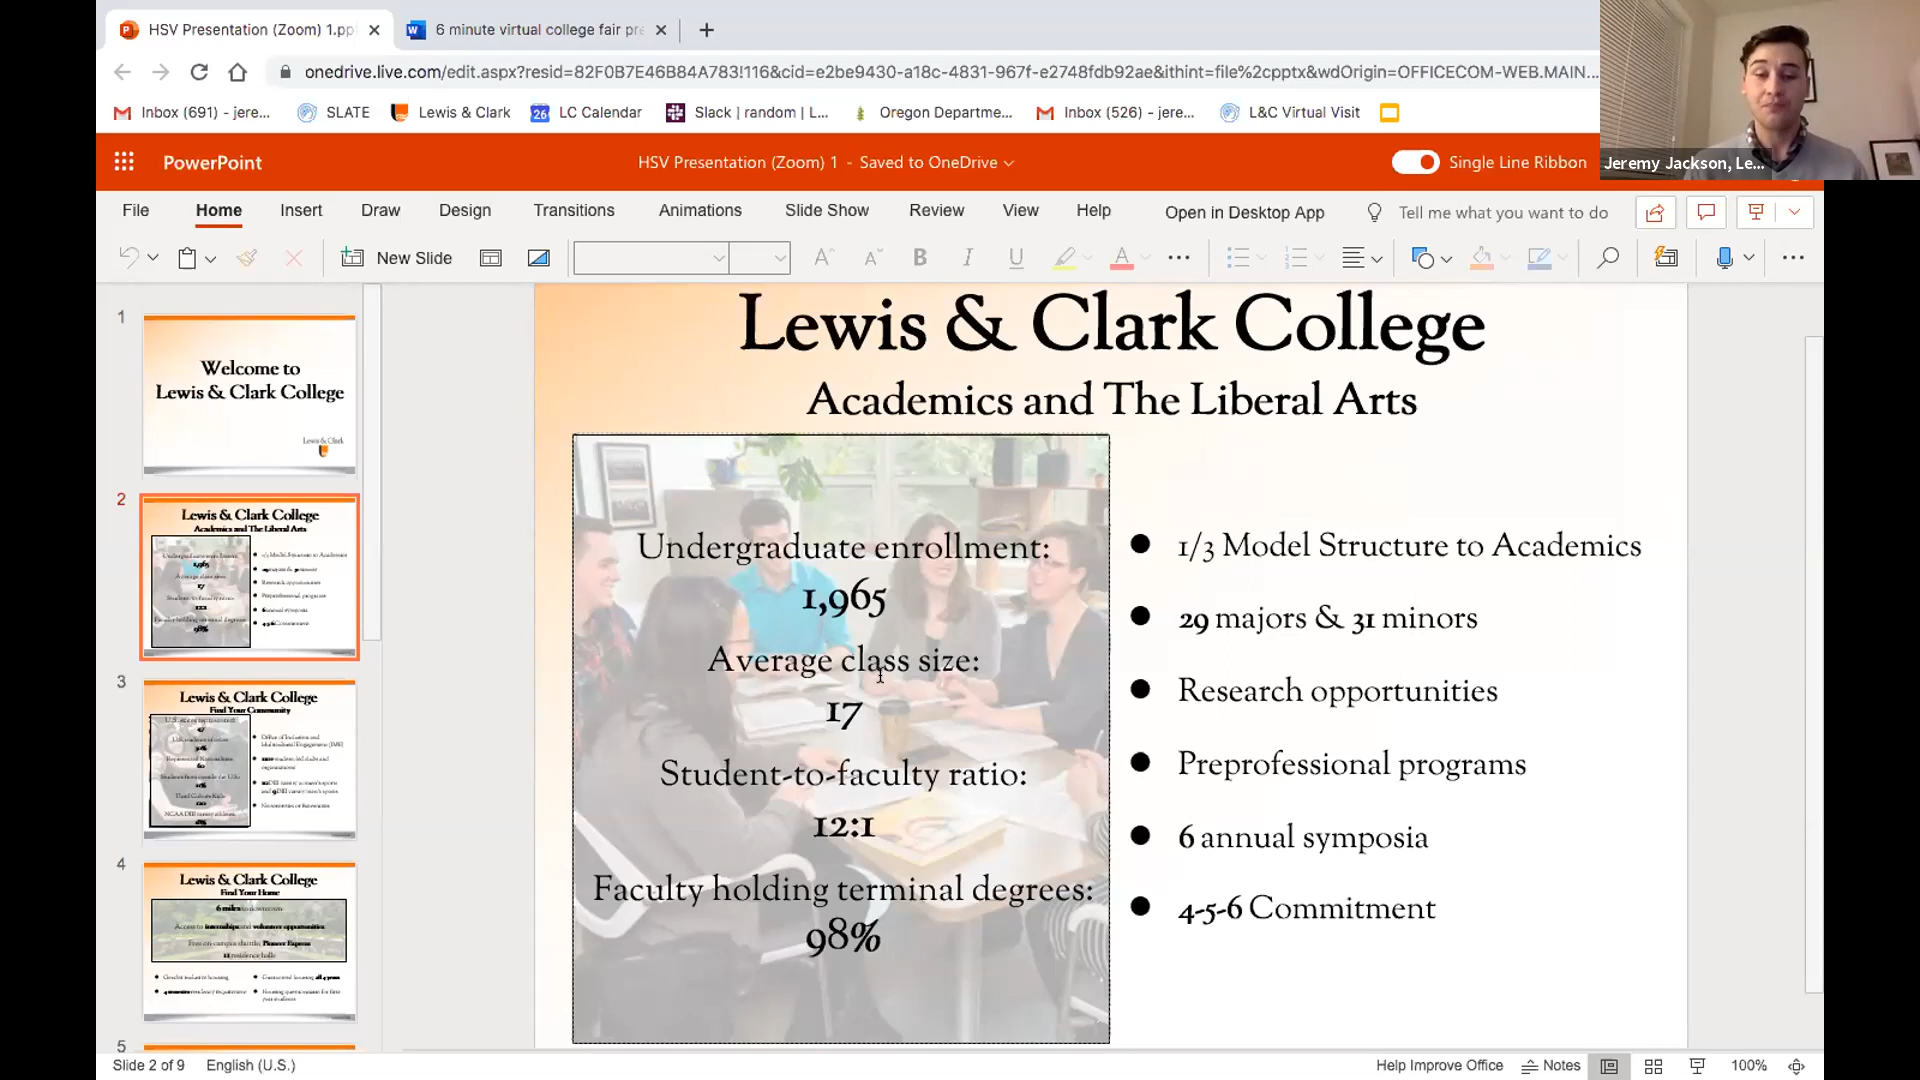 HSV Presentation (Zoom) 1.pp
6 minute virtual college fair pre
onedrive.live.com/edit.aspx?resid=82F0B7E46B84A783!116&cid=e2be9430-a18c-4831-967f-e2748fdb92ae&ithint=file%2cpptx&wdOrigin=OFFICECOM-WEB.MAIN...
Inbox (691) - jere...
SLATE
Lewis & Clark
26
LC Calendar
Slack | random | L...
Oregon Departme...
Inbox (526) - jere...
L&C Virtual Visit
Jeremy Jackson, Le...
PowerPoint
HSV Presentation (Zoom) 1 - Saved to OneDrive
Single Line Ribbon
File
Home
Insert
Draw
Design
Transitions
Animations
Slide Show
Review
View
Help
Open in Desktop App
Tell me what you want to do
New Slide
1
Welcome to
Lewis & Clark College
Lewis & Clark
2
Lewis & Clark College
Academics and The Liberal Arts
3
Lewis & Clark College
Find Your Community
4
Lewis & Clark College
Find Your Home
5
Lewis & Clark College
Academics and The Liberal Arts
Undergraduate enrollment:
1,965
Average class size:
17
Student-to-faculty ratio:
12:1
Faculty holding terminal degrees:
98%
● 1/3 Model Structure to Academics
● 29 majors & 31 minors
● Research opportunities
● Preprofessional programs
● 6 annual symposia
● 4-5-6 Commitment
Slide 2 of 9
English (U.S.)
Help Improve Office
Notes
100%